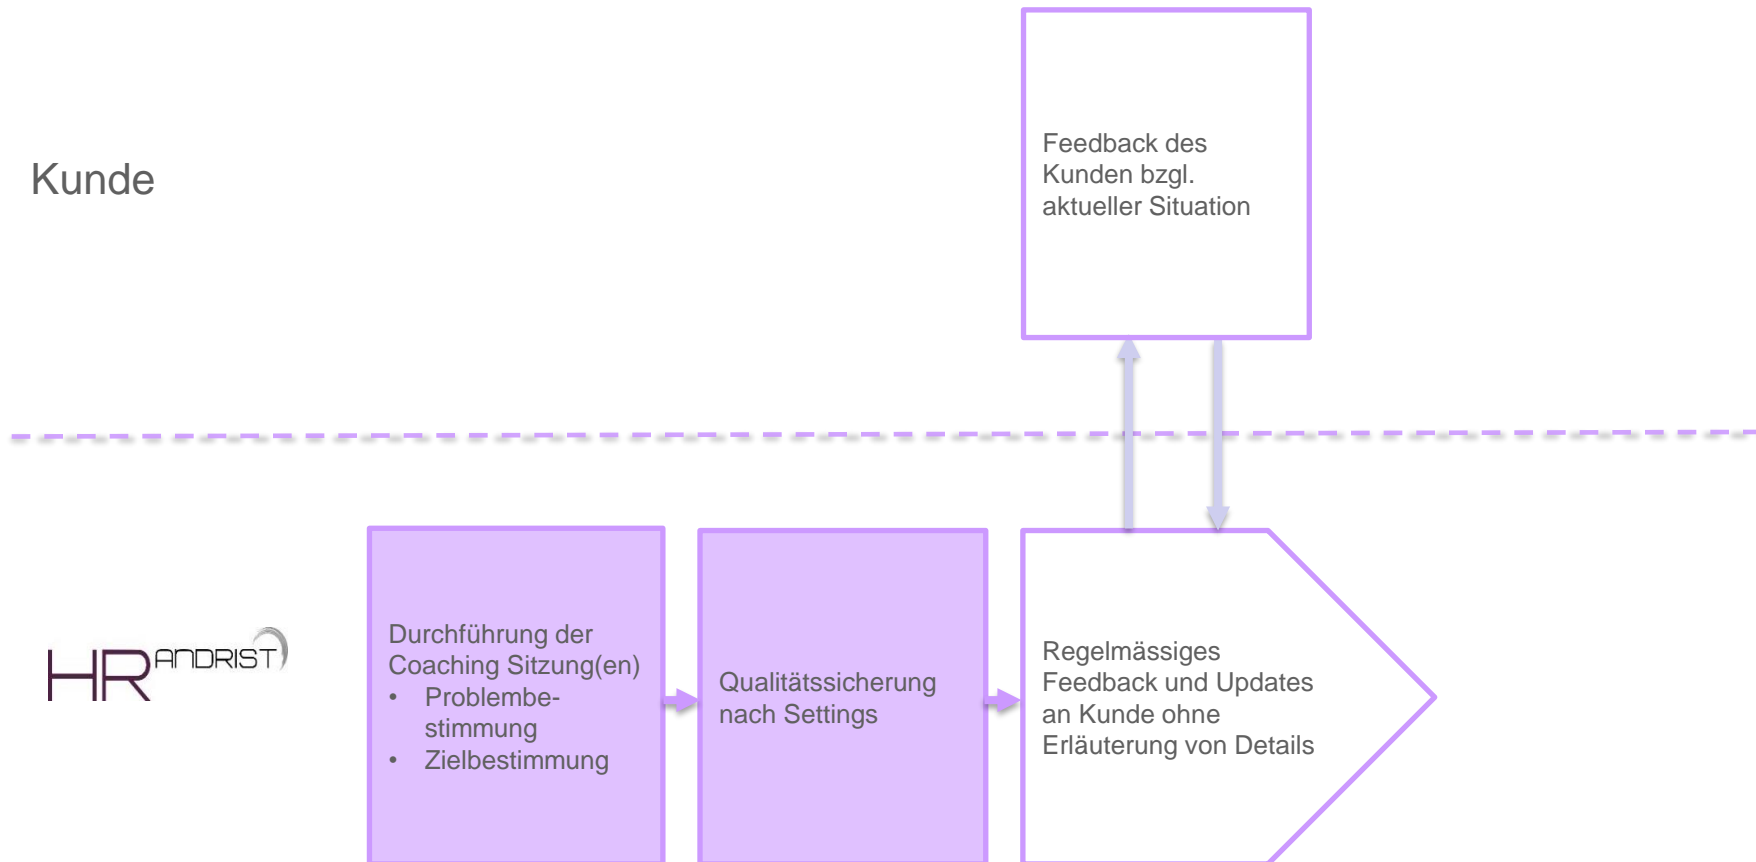 Feedback des
Kunden bzgl.
aktueller Situation
Kunde
HR ANDRIST
Durchführung der
Coaching Sitzung(en)
• Problembe-
stimmung
• Zielbestimmung
Qualitätssicherung
nach Settings
Regelmässiges
Feedback und Updates
an Kunde ohne
Erläuterung von Details